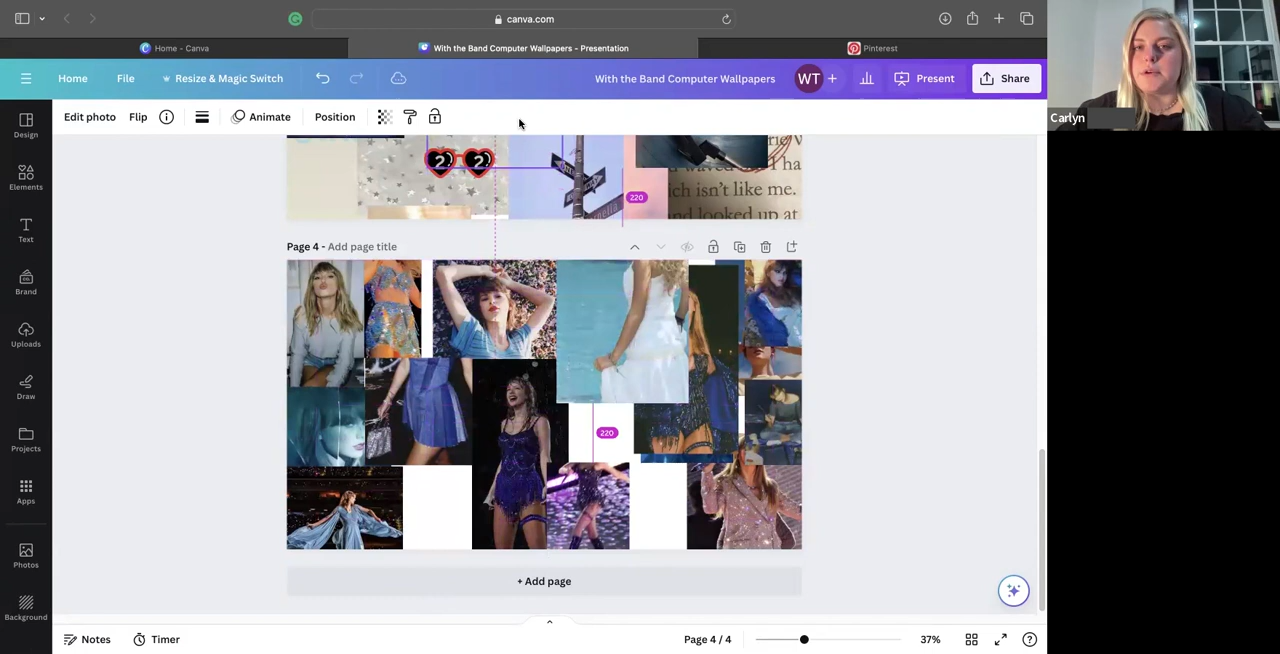 canva.com
Home - Canva
With the Band Computer Wallpapers - Presentation
Pinterest
Home
File
Resize & Magic Switch
With the Band Computer Wallpapers
WT
Present
Share
Carlyn
Edit photo
Flip
Animate
Position
Design
Elements
Text
Brand
Uploads
Draw
Projects
Apps
Photos
Background
2 2
220
ich isn't like me.
and looked up at
Page 4 - Add page title
220
+ Add page
Notes
Timer
Page 4 / 4
37%